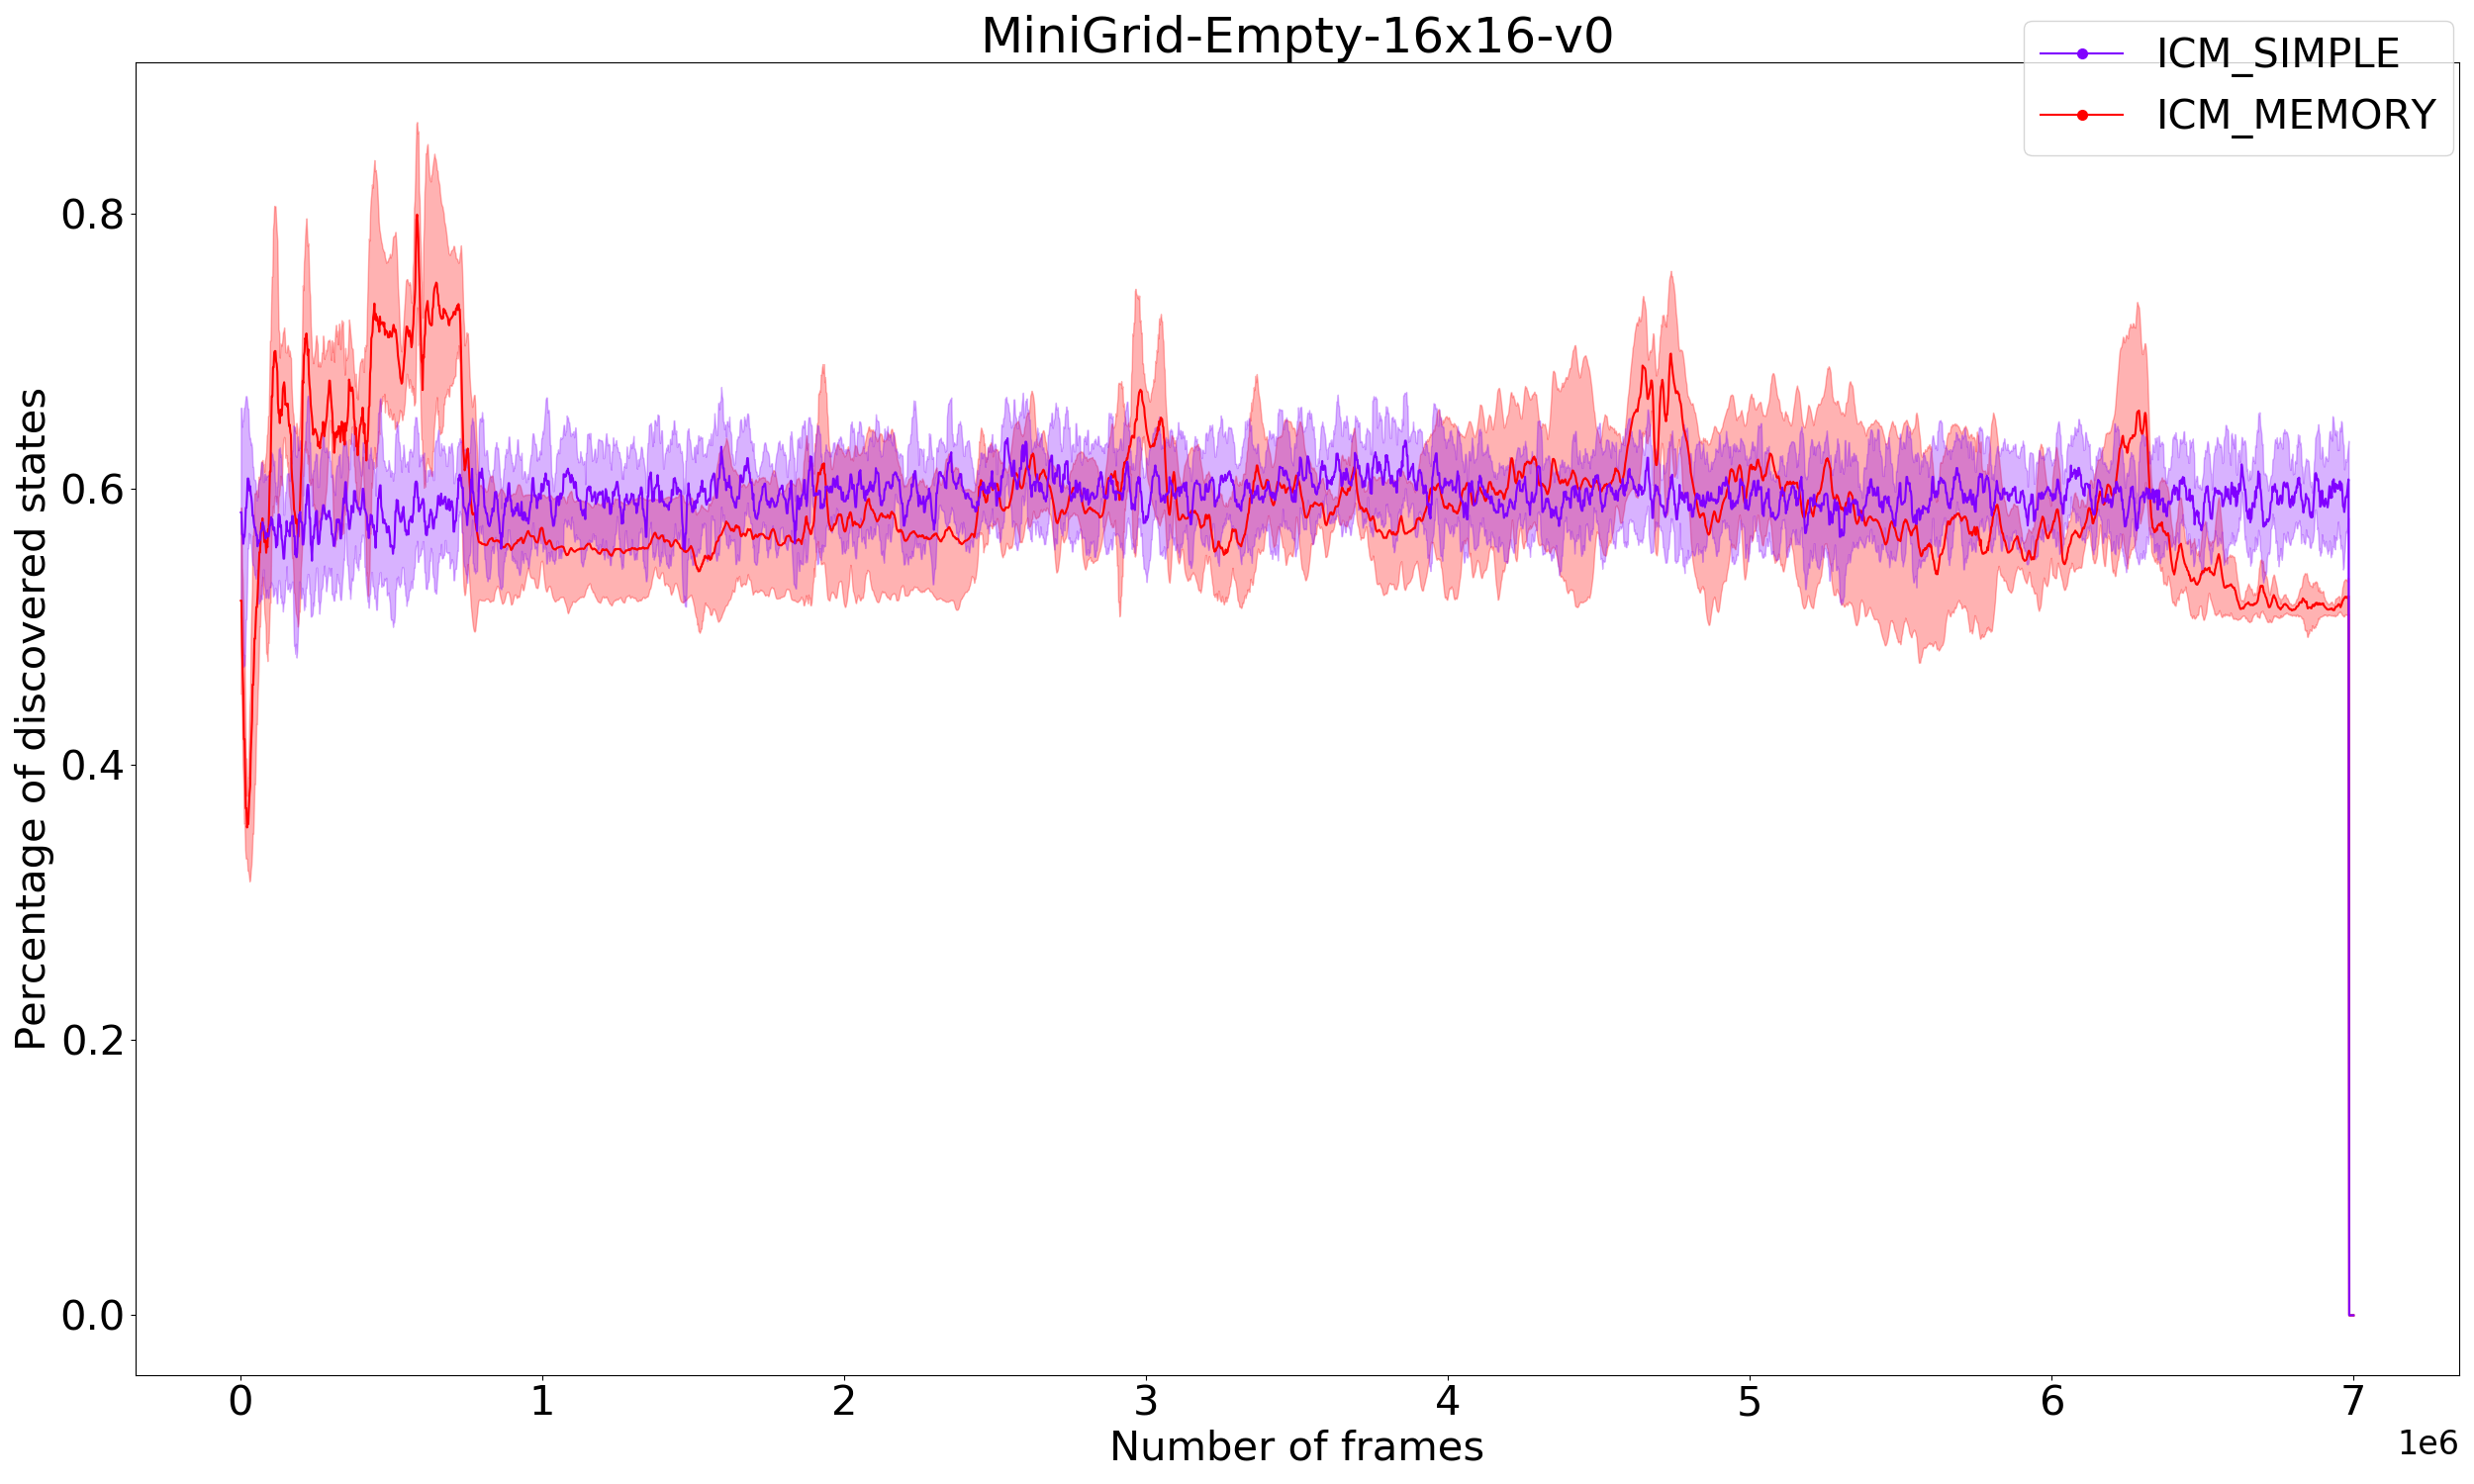 MiniGrid-Empty-16x16-v0
ICM_SIMPLE
ICM_MEMORY
Percentage of discovered states
0.8
0.6
0.4
0.2
0.0
0 1 2 3 4 5 6 7
1e6
Number of frames